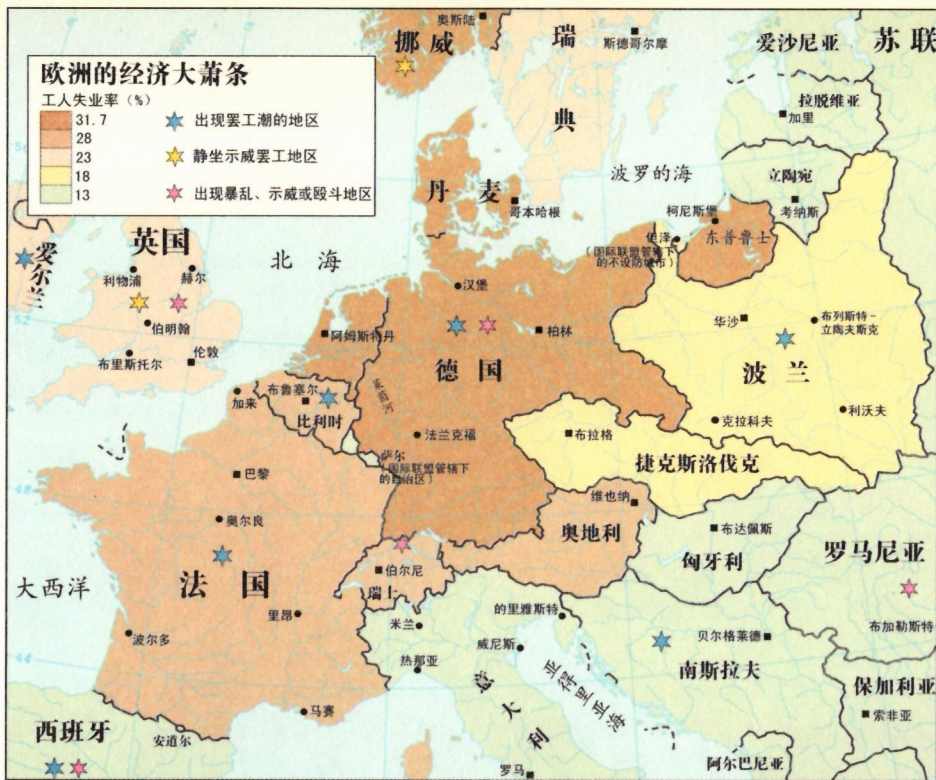 欧洲的经济大萧条
工人失业率（%）
31.7
28
23
18
13
出现罢工潮的地区
静坐示威罢工地区
出现暴乱、示威或殴斗地区
奥斯陆
挪威
瑞典
斯德哥尔摩
爱沙尼亚
苏联
拉脱维亚
加里
立陶宛
考纳斯
波罗的海
丹麦
哥本哈根
柯尼斯堡
但泽
（国际联盟管辖下
的不设防城市）
东普鲁士
爱尔兰
英国
利物浦
赫尔
伯明翰
布里斯托尔
伦敦
北海
汉堡
阿姆斯特丹
柏林
德国
华沙
布列斯特-
立陶夫斯克
波兰
加来
布鲁塞尔
比利时
法兰克福
布拉格
克拉科夫
利沃夫
捷克斯洛伐克
萨尔
（国际联盟管辖下
的自治区）
巴黎
奥尔良
维也纳
奥地利
布达佩斯
匈牙利
罗马尼亚
大西洋
法国
伯尔尼
瑞士
里昂
米兰
的里雅斯特
贝尔格莱德
布加勒斯特
波尔多
热那亚
威尼斯
南斯拉夫
亚得里亚海
意大利
保加利亚
索非亚
马赛
西班牙
安道尔
罗马
阿尔巴尼亚
52
48
44